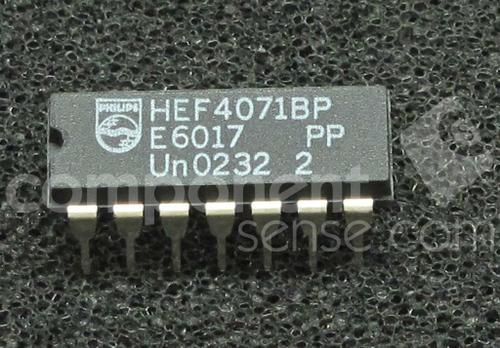 PHILIPS
HEF4071BP
E6017 PP
Un0232 2
component
sense.com